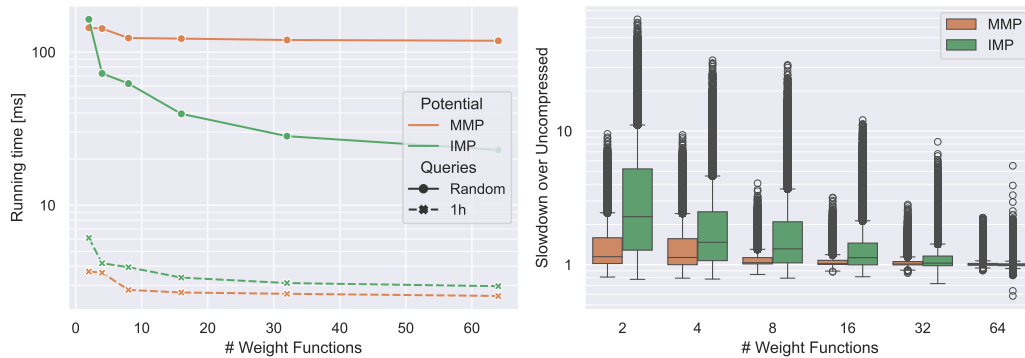 Running time [ms]
100
10
0
10
20
30
40
50
60
# Weight Functions
Potential
MMP
IMP
Queries
Random
1h
Slowdown over Uncompressed
10
1
2
4
8
16
32
64
# Weight Functions
MMP
IMP